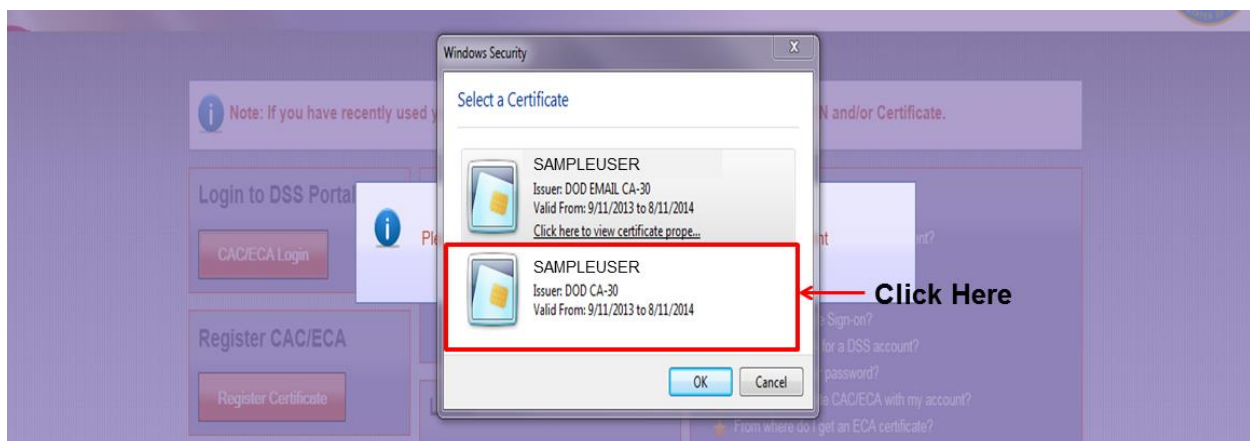 Windows Security
X
Select a Certificate
Note: If you have recently used y
N and/or Certificate.
SAMPLEUSER
Issuer: DOD EMAIL CA-30
Valid From: 9/11/2013 to 8/11/2014
Click here to view certificate prope...
Login to DSS Portal
CAC/ECA Login
Ple
nt
nt?
SAMPLEUSER
Issuer: DOD CA-30
Valid From: 9/11/2013 to 8/11/2014
Click Here
Register CAC/ECA
Register Certificate
Sign-on?
for a DSS account?
password?
CAC/ECA with my account?
From where do I get an ECA certificate?
OK
Cancel